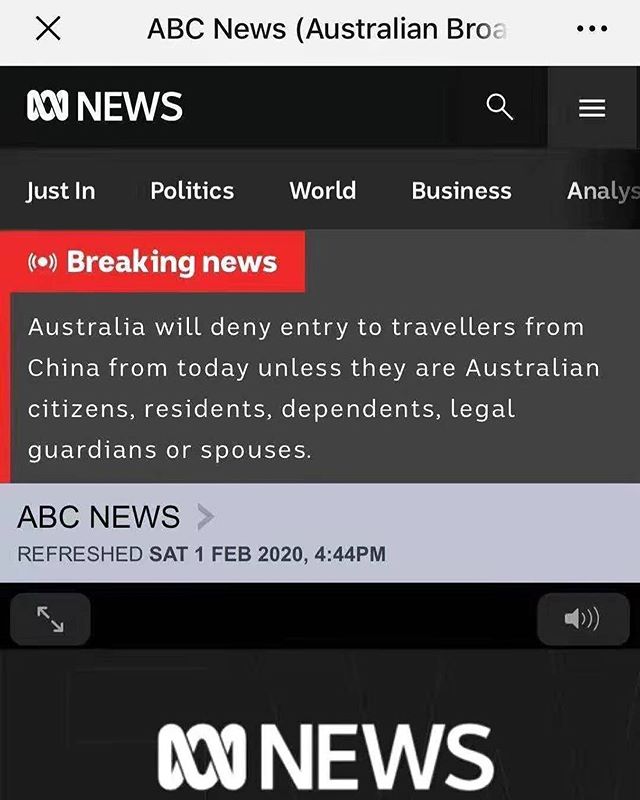 ABC News (Australian Broa
NEWS
Just In Politics World Business Analys
Breaking news
Australia will deny entry to travellers from
China from today unless they are Australian
citizens, residents, dependents, legal
guardians or spouses.
ABC NEWS
REFRESHED SAT 1 FEB 2020, 4:44PM
NEWS